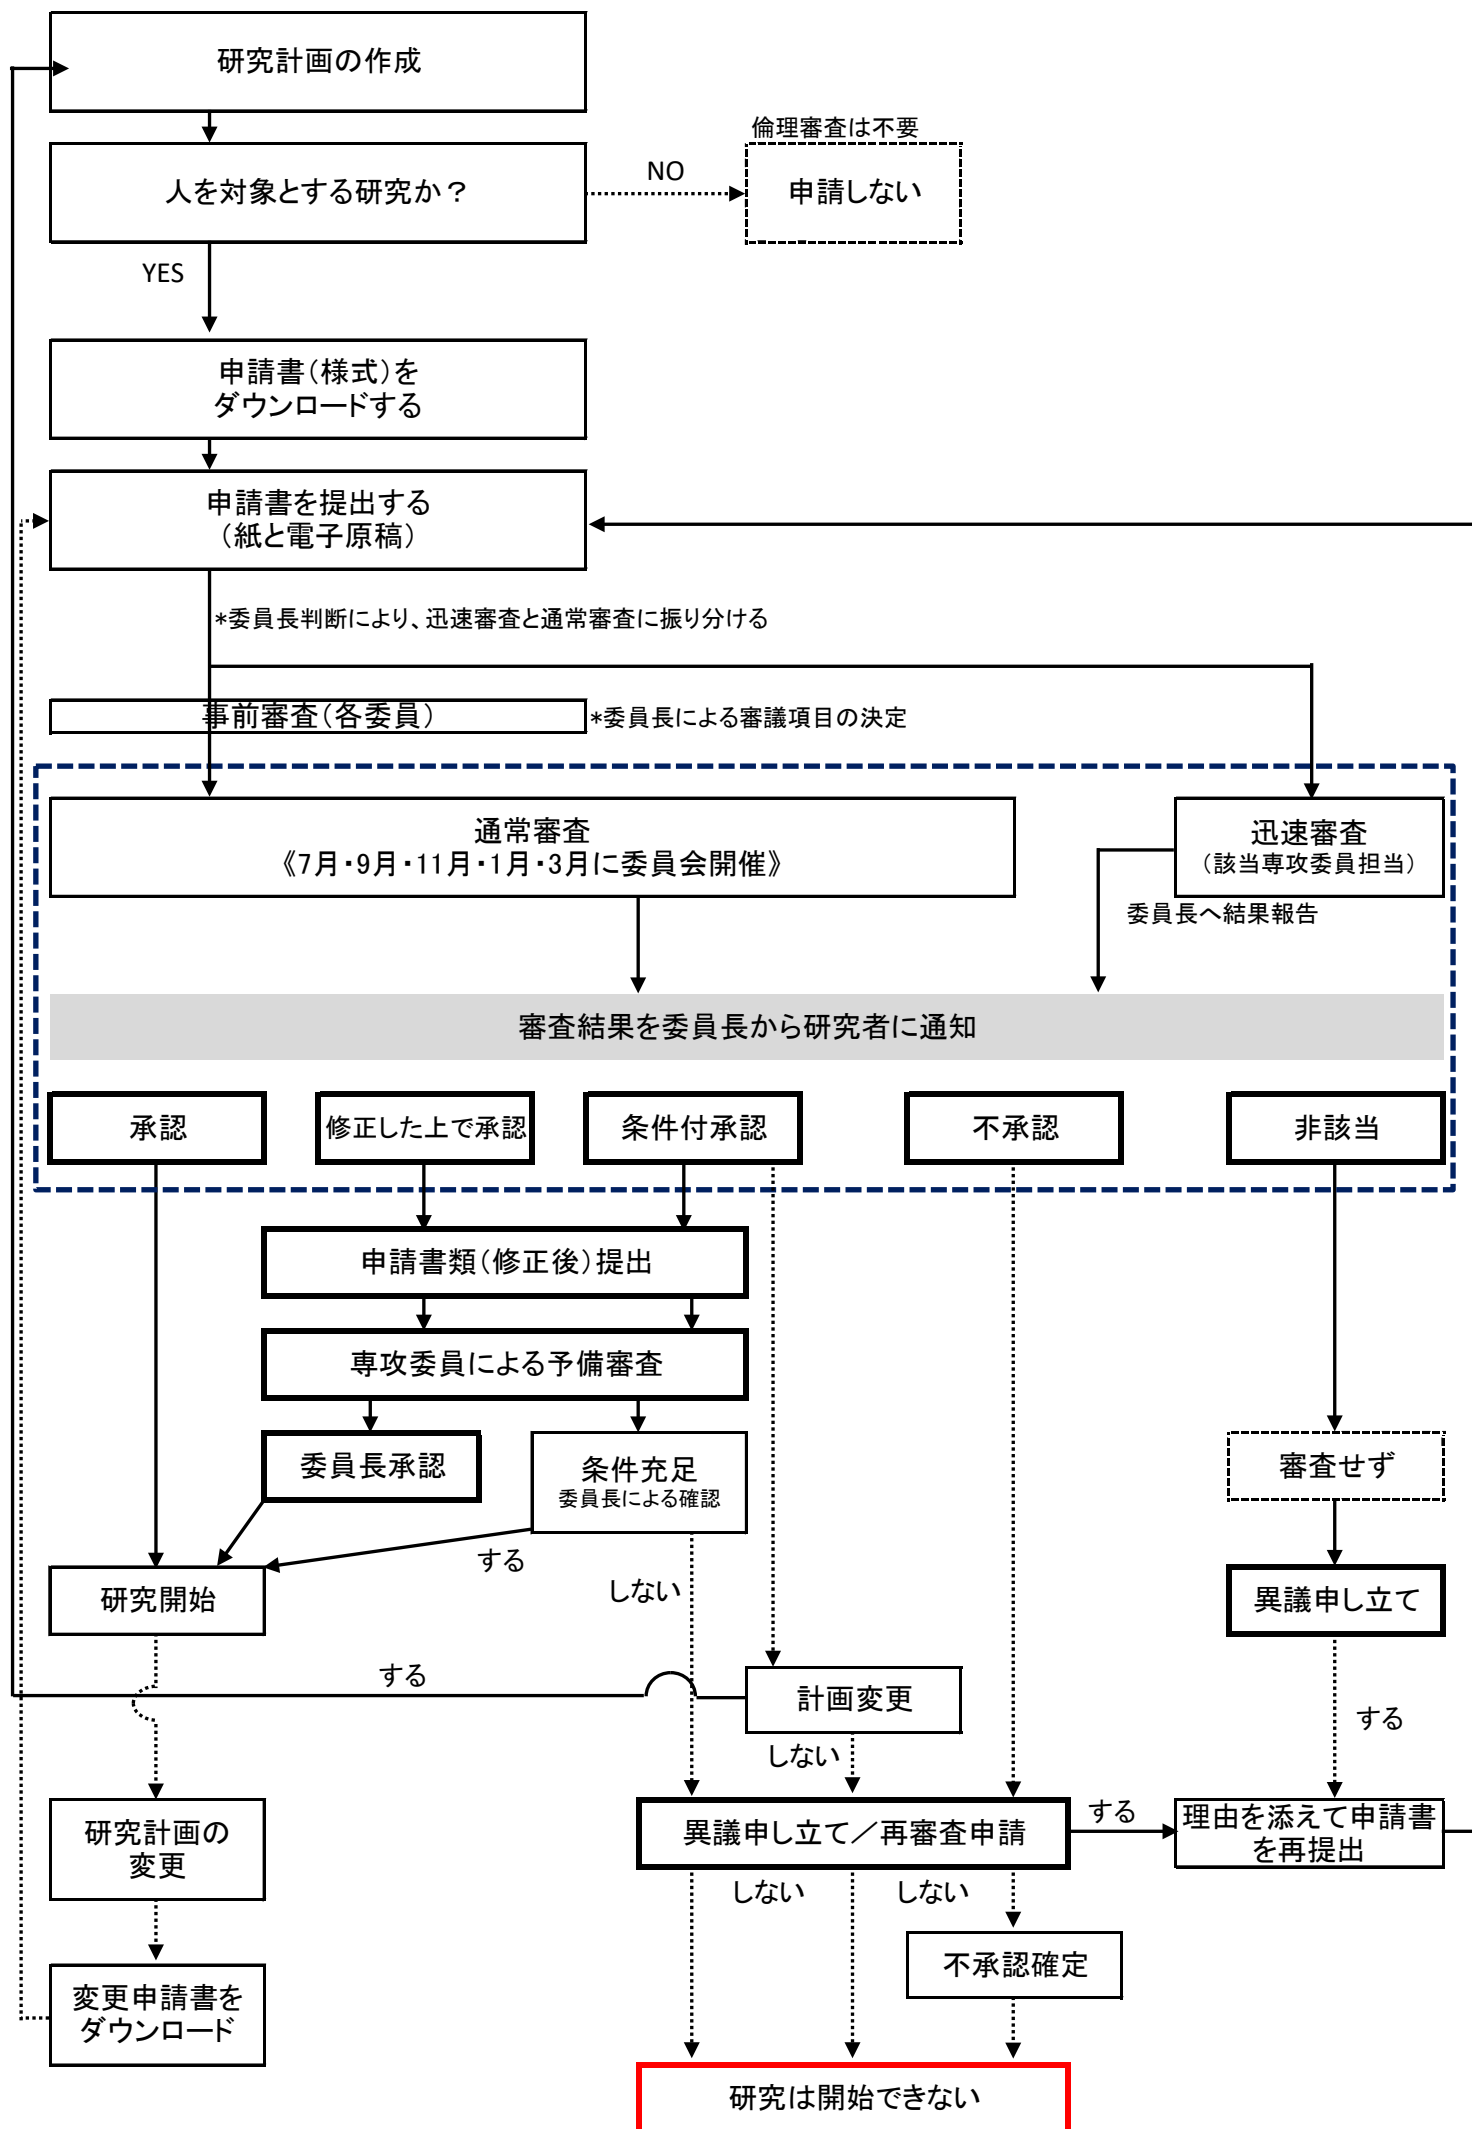 研究計画の作成
倫理審査は不要
人を対象とする研究か？
NO
申請しない
YES
申請書（様式）を
ダウンロードする
申請書を提出する
（紙と電子原稿）
*委員長判断により、迅速審査と通常審査に振り分ける
事前審査（各委員）
*委員長による審議項目の決定
通常審査
《7月・9月・11月・1月・3月に委員会開催》
迅速審査
（該当専攻委員担当）
委員長へ結果報告
審査結果を委員長から研究者に通知
承認
修正した上で承認
条件付承認
不承認
非該当
申請書類（修正後）提出
専攻委員による予備審査
委員長承認
条件充足
委員長による確認
審査せず
する
しない
研究開始
異議申し立て
する
計画変更
する
しない
研究計画の
変更
異議申し立て／再審査申請
する
理由を添えて申請書
を再提出
しない
しない
不承認確定
変更申請書を
ダウンロード
研究は開始できない